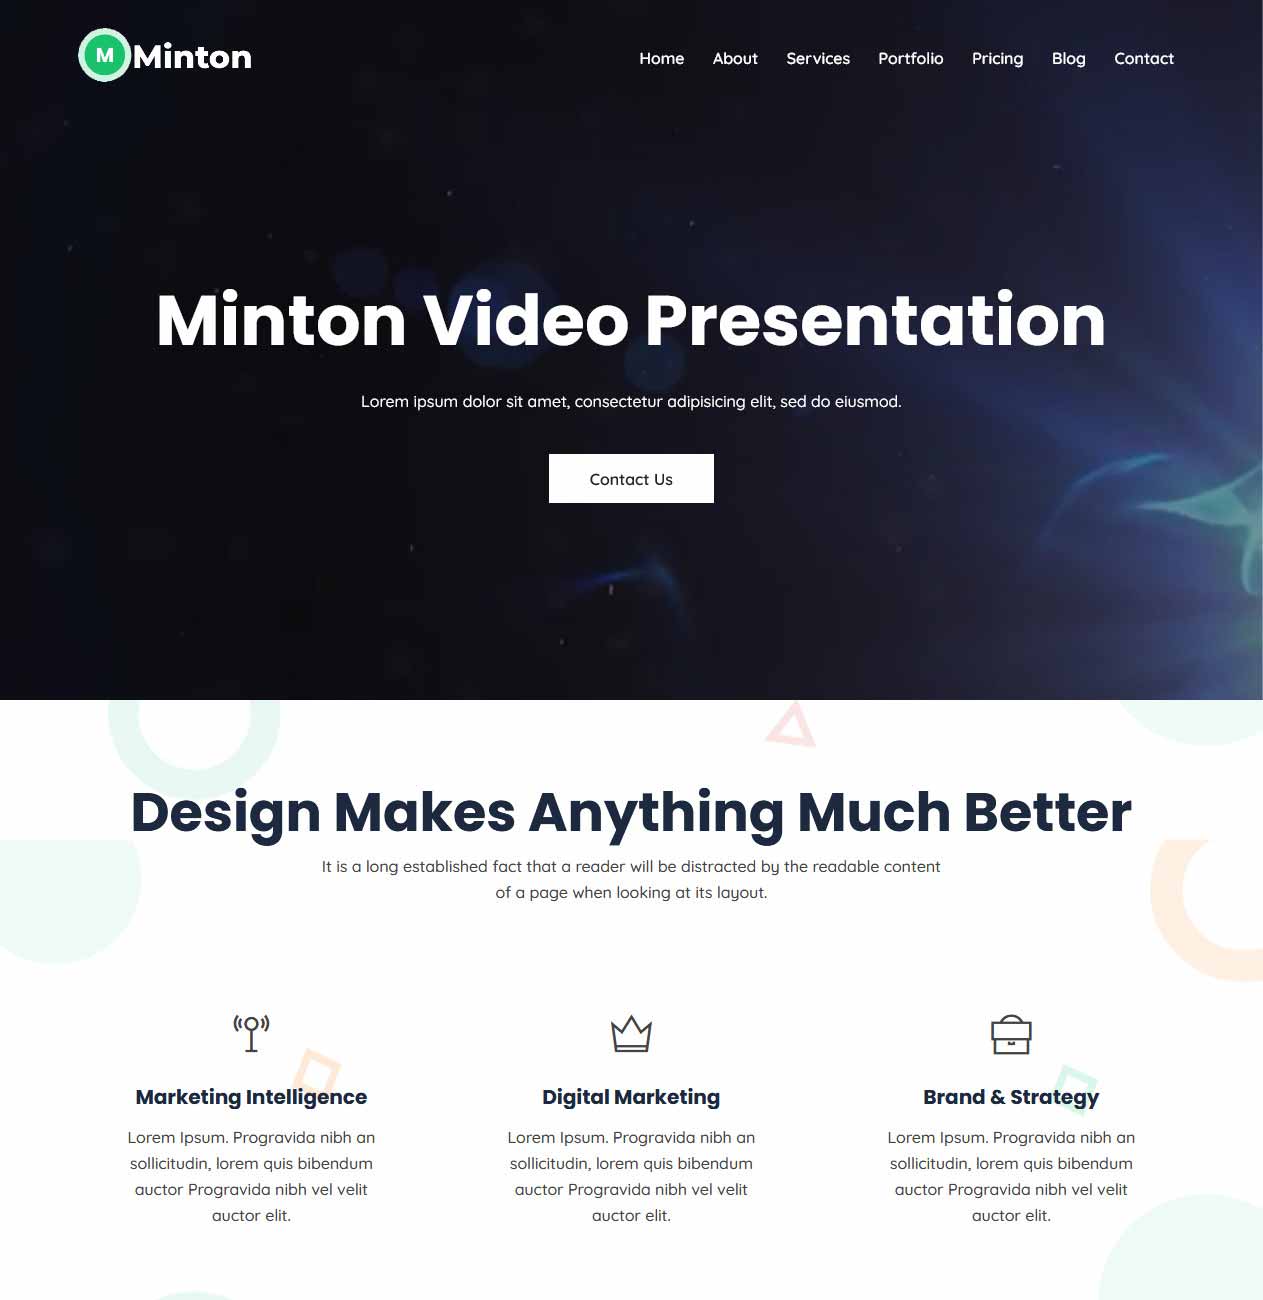 M Minton
Home About Services Portfolio Pricing Blog Contact
Minton Video Presentation
Lorem ipsum dolor sit amet, consectetur adipisicing elit, sed do eiusmod.
Contact Us
Design Makes Anything Much Better
It is a long established fact that a reader will be distracted by the readable content
of a page when looking at its layout.
Marketing Intelligence
Lorem Ipsum. Progravida nibh an
sollicitudin, lorem quis bibendum
auctor Progravida nibh vel velit
auctor elit.
Digital Marketing
Lorem Ipsum. Progravida nibh an
sollicitudin, lorem quis bibendum
auctor Progravida nibh vel velit
auctor elit.
Brand & Strategy
Lorem Ipsum. Progravida nibh an
sollicitudin, lorem quis bibendum
auctor Progravida nibh vel velit
auctor elit.